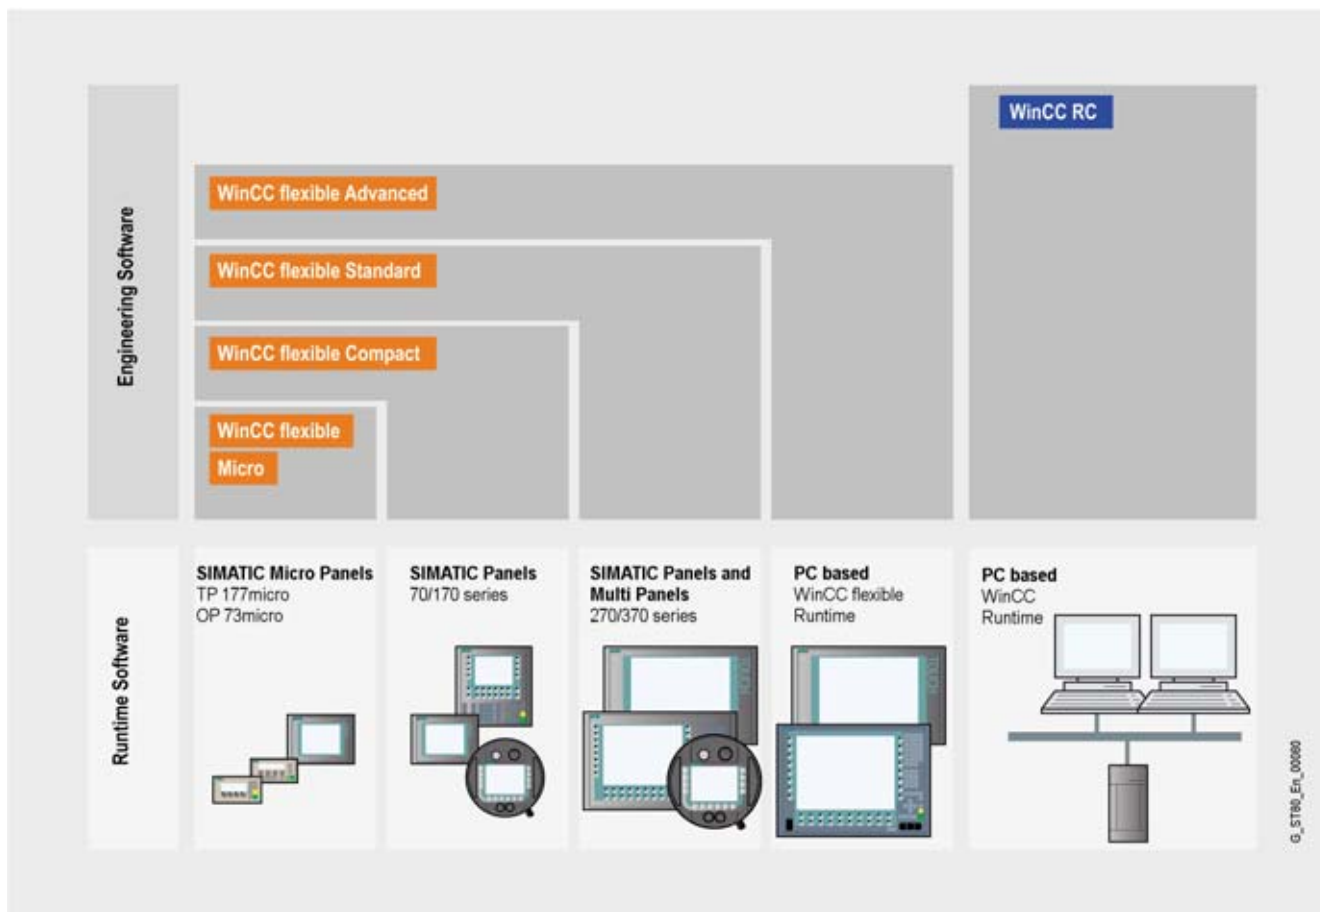 WinCC RC
WinCC flexible Advanced
WinCC flexible Standard
WinCC flexible Compact
WinCC flexible
Micro
Engineering Software
SIMATIC Micro Panels
TP 177micro
OP 73micro
SIMATIC Panels
70/170 series
SIMATIC Panels and
Multi Panels
270/370 series
PC based
WinCC flexible
Runtime
PC based
WinCC
Runtime
Runtime Software
G_ST80_En_00060